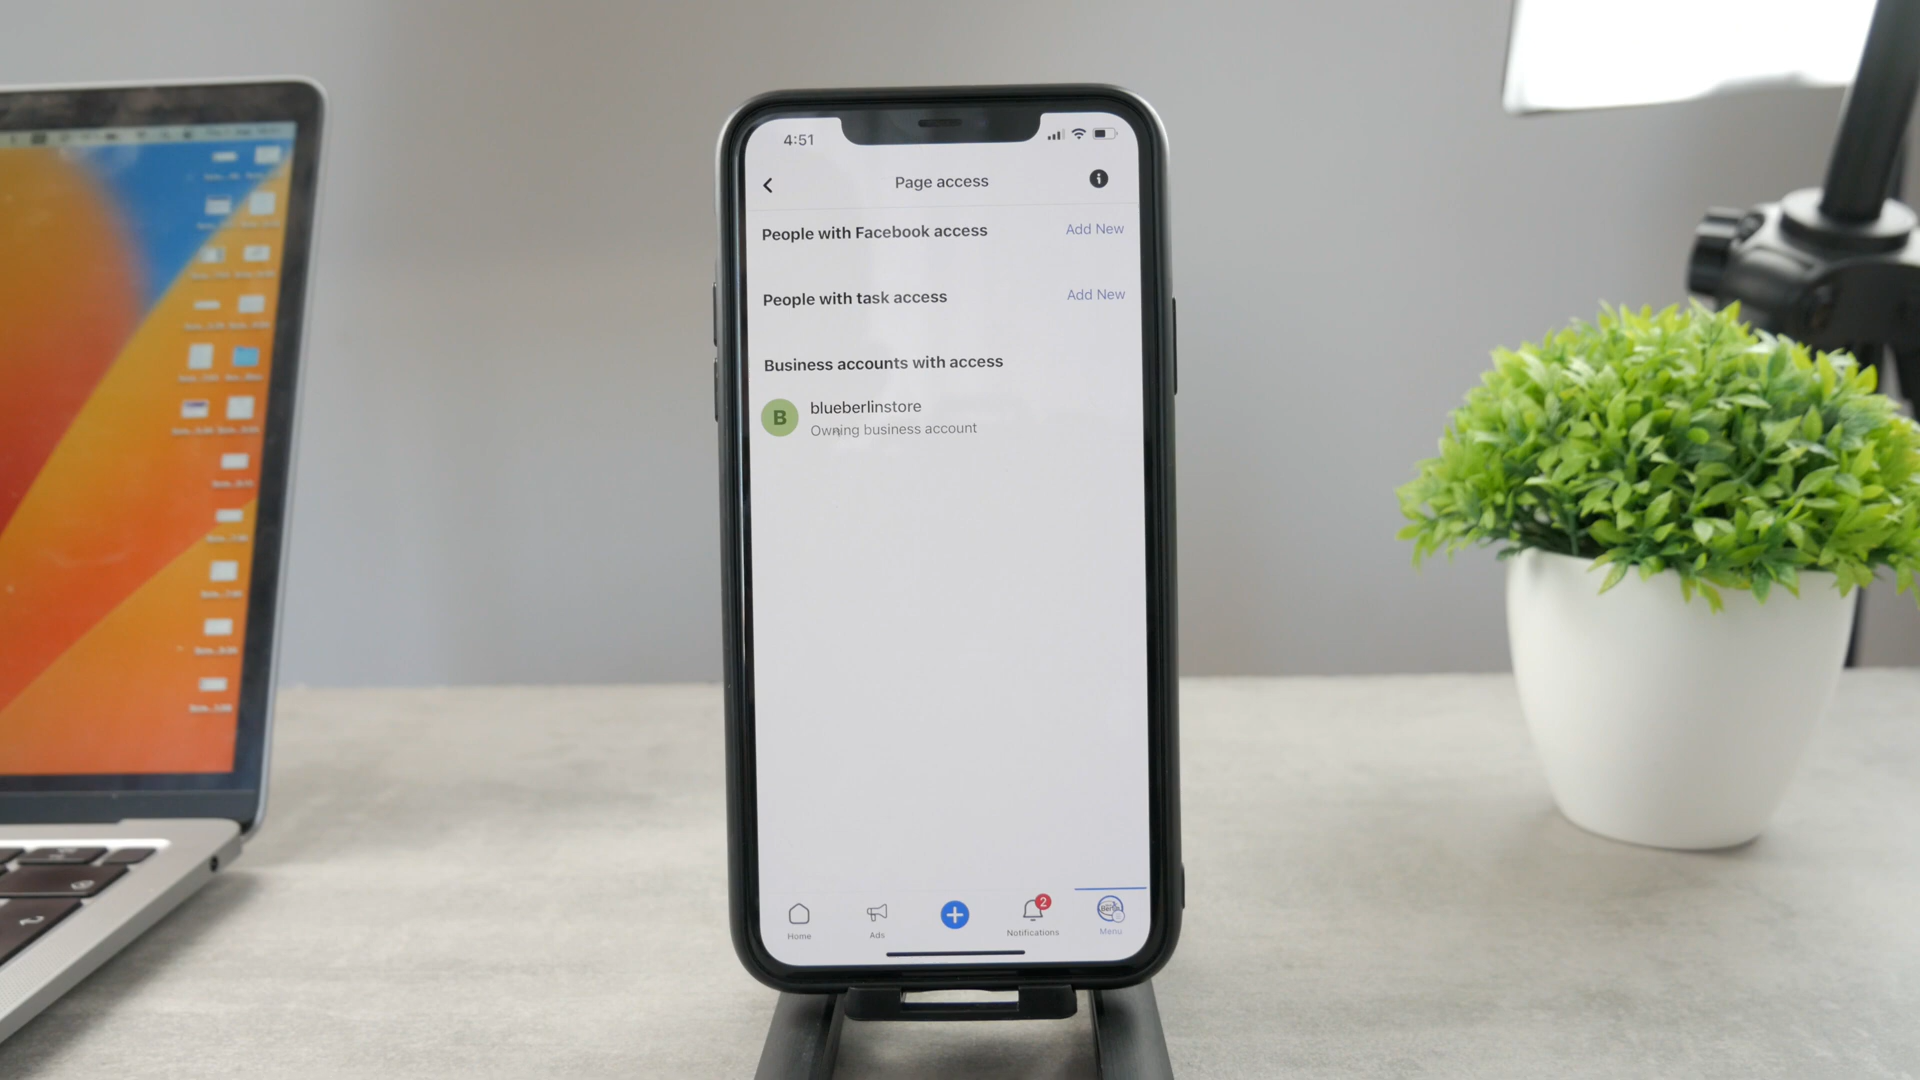 4:51
Page access
People with Facebook access
Add New
People with task access
Add New
Business accounts with access
B
blueberlinstore
Owning business account
2
Home
Ads
Notifications
Menu